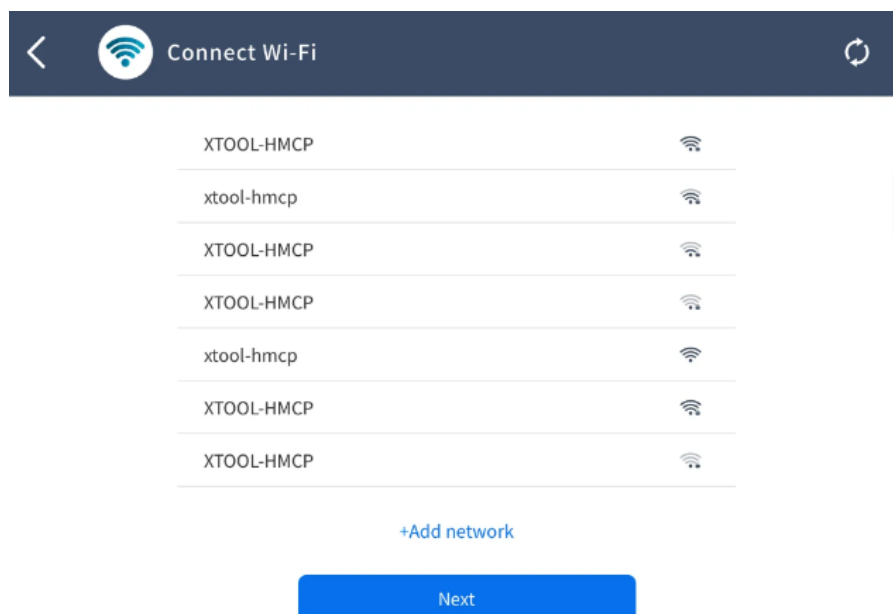 Connect Wi-Fi
XTOOL-HMCP
xtool-hmcp
XTOOL-HMCP
XTOOL-HMCP
xtool-hmcp
XTOOL-HMCP
XTOOL-HMCP
+Add network
Next